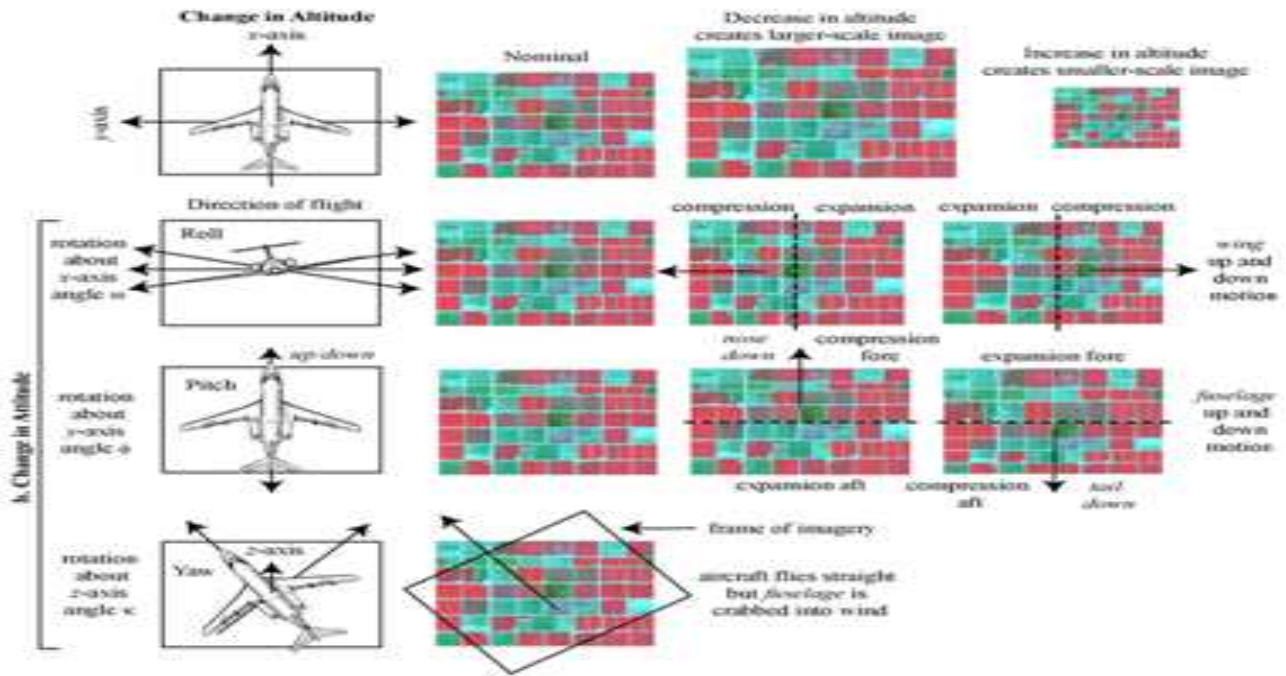 Change in Altitude
x-axis
y-axis
Nominal
Decrease in altitude
creates larger-scale image
Increase in altitude
creates smaller-scale image
Direction of flight
b. Change in Attitude
rotation
about
x-axis
angle ω
Roll
compression
expansion
expansion
compression
wing
up and
down
motion
rotation
about
angle ϕ
up-down
Pitch
nose
down
compression
fore
expansion fore
expansion aft
compression
aft
tail
down
fuselage
up and
down
motion
rotation
about
z-axis
angle κ
Yaw
z-axis
frame of imagery
aircraft flies straight
but fuselage is
crabbed into wind